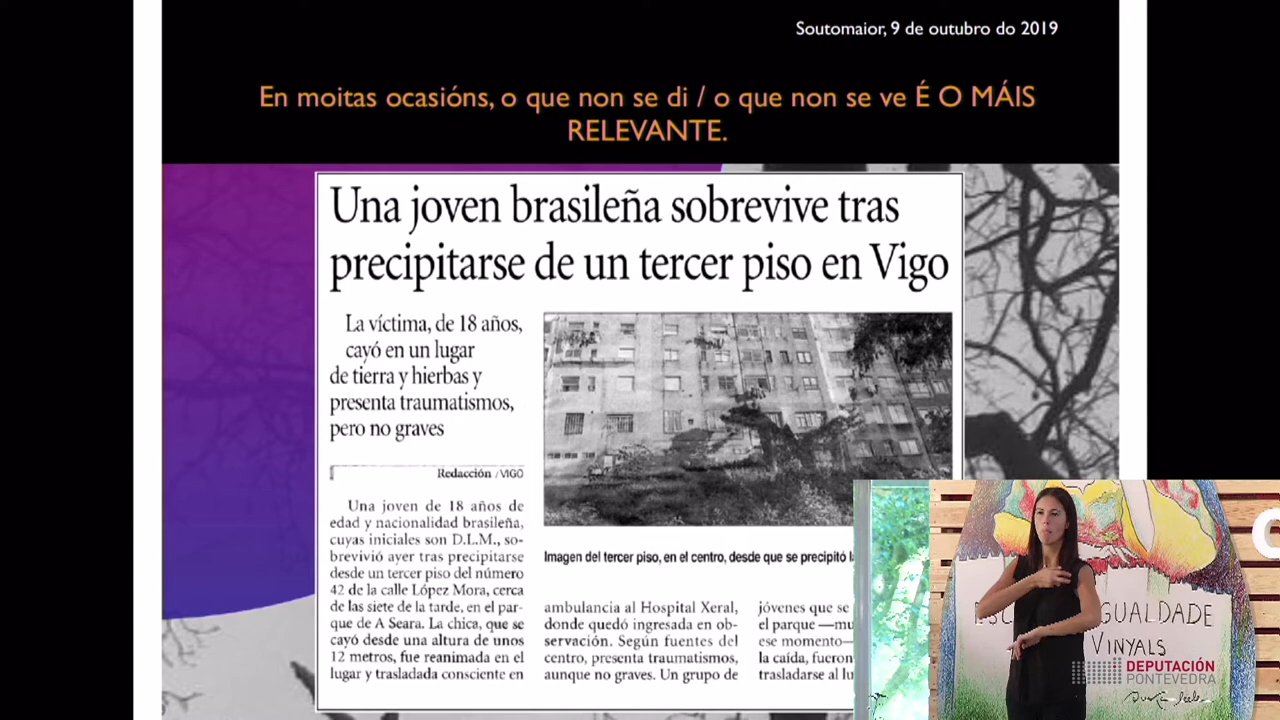 Soutomaior, 9 de outubro do 2019
En moitas ocasións, o que non se di / o que non se ve É O MÁIS
RELEVANTE.
Una joven brasileña sobrevive tras
precipitarse de un tercer piso en Vigo
La víctima, de 18 años,
cayó en un lugar
de tierra y hierbas y
presenta traumatismos,
pero no graves
Redacción / VIGO
Una joven de 18 años de
edad y nacionalidad brasileña,
cuyas iniciales son D.L.M., so-
brevivió ayer tras precipitarse
desde un tercer piso del número
42 de la calle López Mora, cerca
de las siete de la tarde, en el par-
que de A Seara. La chica, que se
cayó desde una altura de unos
12 metros, fue reanimada en el
lugar y trasladada consciente en
Imagen del tercer piso, en el centro, desde que se precipitó
ambulancia al Hospital Xeral,
donde quedó ingresada en ob-
servación. Según fuentes del
centro, presenta traumatismos,
aunque no graves. Un grupo de
jóvenes que se
el parque —mu
ese momento—
la caída, fueron
trasladarse al lu
IGUALDADE
VINYALS
DEPUTACIÓN
PONTEVEDRA